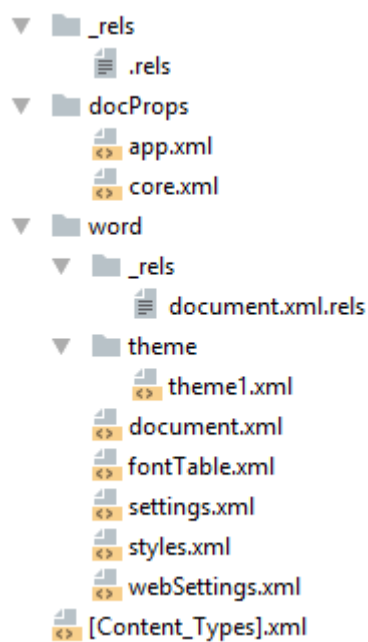 _rels
.rels
docProps
app.xml
core.xml
word
_rels
document.xml.rels
theme
theme1.xml
document.xml
fontTable.xml
settings.xml
styles.xml
webSettings.xml
[Content_Types].xml